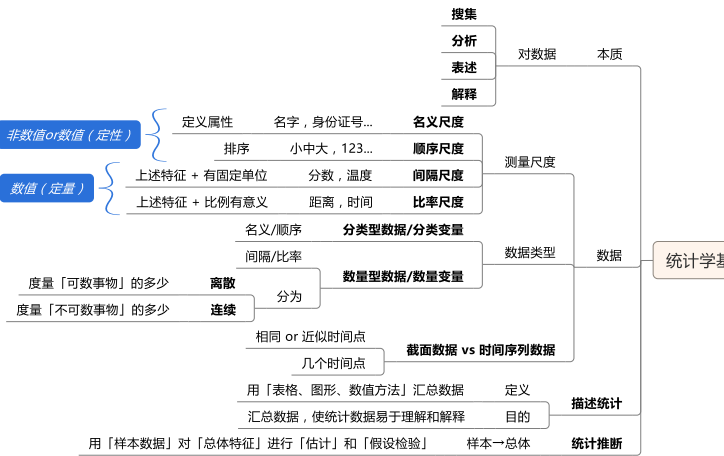 搜集
分析
对数据
本质
表述
解释
定义属性
名字，身份证号...
名义尺度
非数值or数值（定性）
排序
小中大，123...
顺序尺度
测量尺度
上述特征 + 有固定单位
分数，温度
间隔尺度
数值（定量）
上述特征 + 比例有意义
距离，时间
比率尺度
名义/顺序
分类型数据/分类变量
数据类型
数据
间隔/比率
数量型数据/数量变量
统计学基
度量「可数事物」的多少
离散
分为
度量「不可数事物」的多少
连续
相同 or 近似时间点
截面数据 vs 时间序列数据
几个时间点
用「表格、图形、数值方法」汇总数据
定义
描述统计
汇总数据，使统计数据易于理解和解释
目的
用「样本数据」对「总体特征」进行「估计」和「假设检验」
样本→总体
统计推断